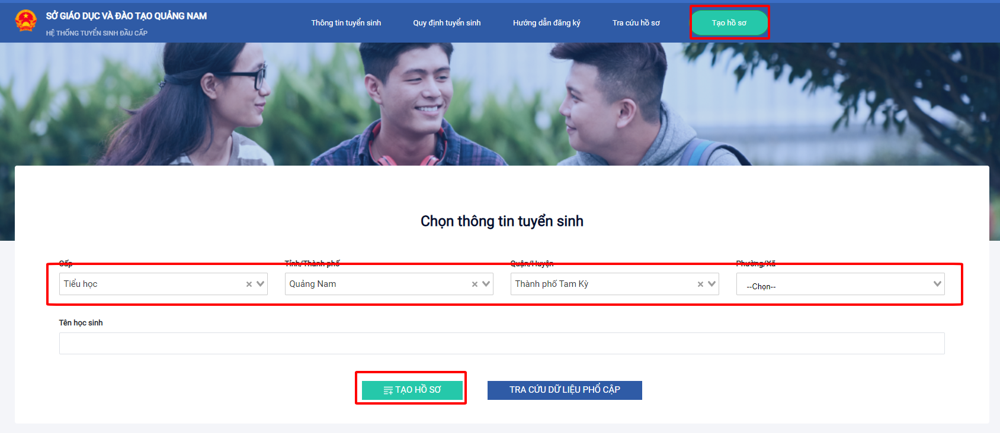 SỞ GIÁO DỤC VÀ ĐÀO TẠO QUẢNG NAM
HỆ THỐNG TUYỂN SINH ĐẦU CẤP
Thông tin tuyển sinh Quy định tuyển sinh Hướng dẫn đăng ký Tra cứu hồ sơ Tạo hồ sơ
Chọn thông tin tuyển sinh
Cấp Tỉnh/Thành phố Quận/Huyện Phường/Xã
Tiểu học Quảng Nam Thành phố Tam Kỳ --Chọn--
Tên học sinh
TẠO HỒ SƠ TRA CỨU DỮ LIỆU PHỔ CẬP